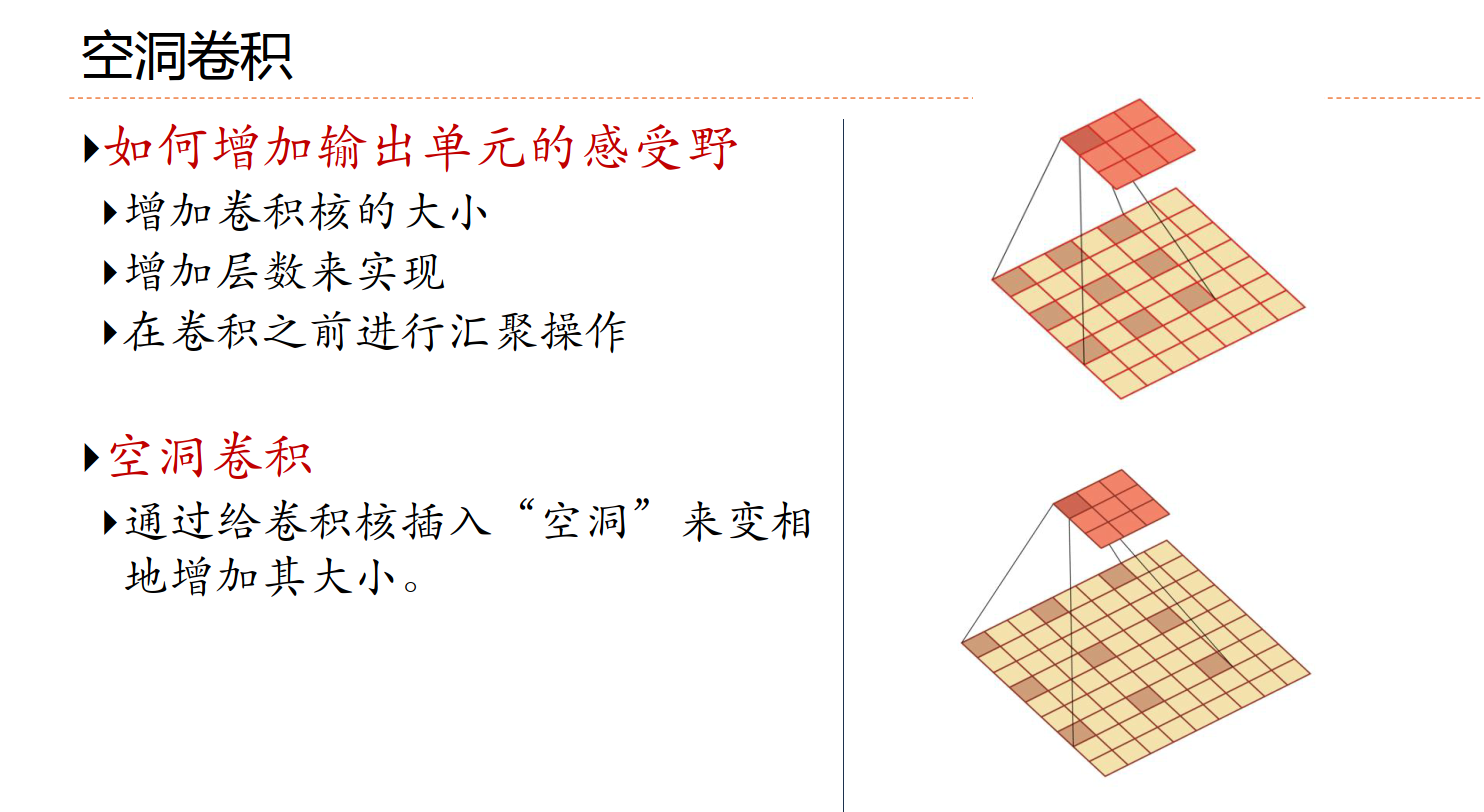 空洞卷积
如何增加输出单元的感受野
增加卷积核的大小
增加层数来实现
在卷积之前进行汇聚操作
空洞卷积
通过给卷积核插入“空洞”来变相
地增加其大小。